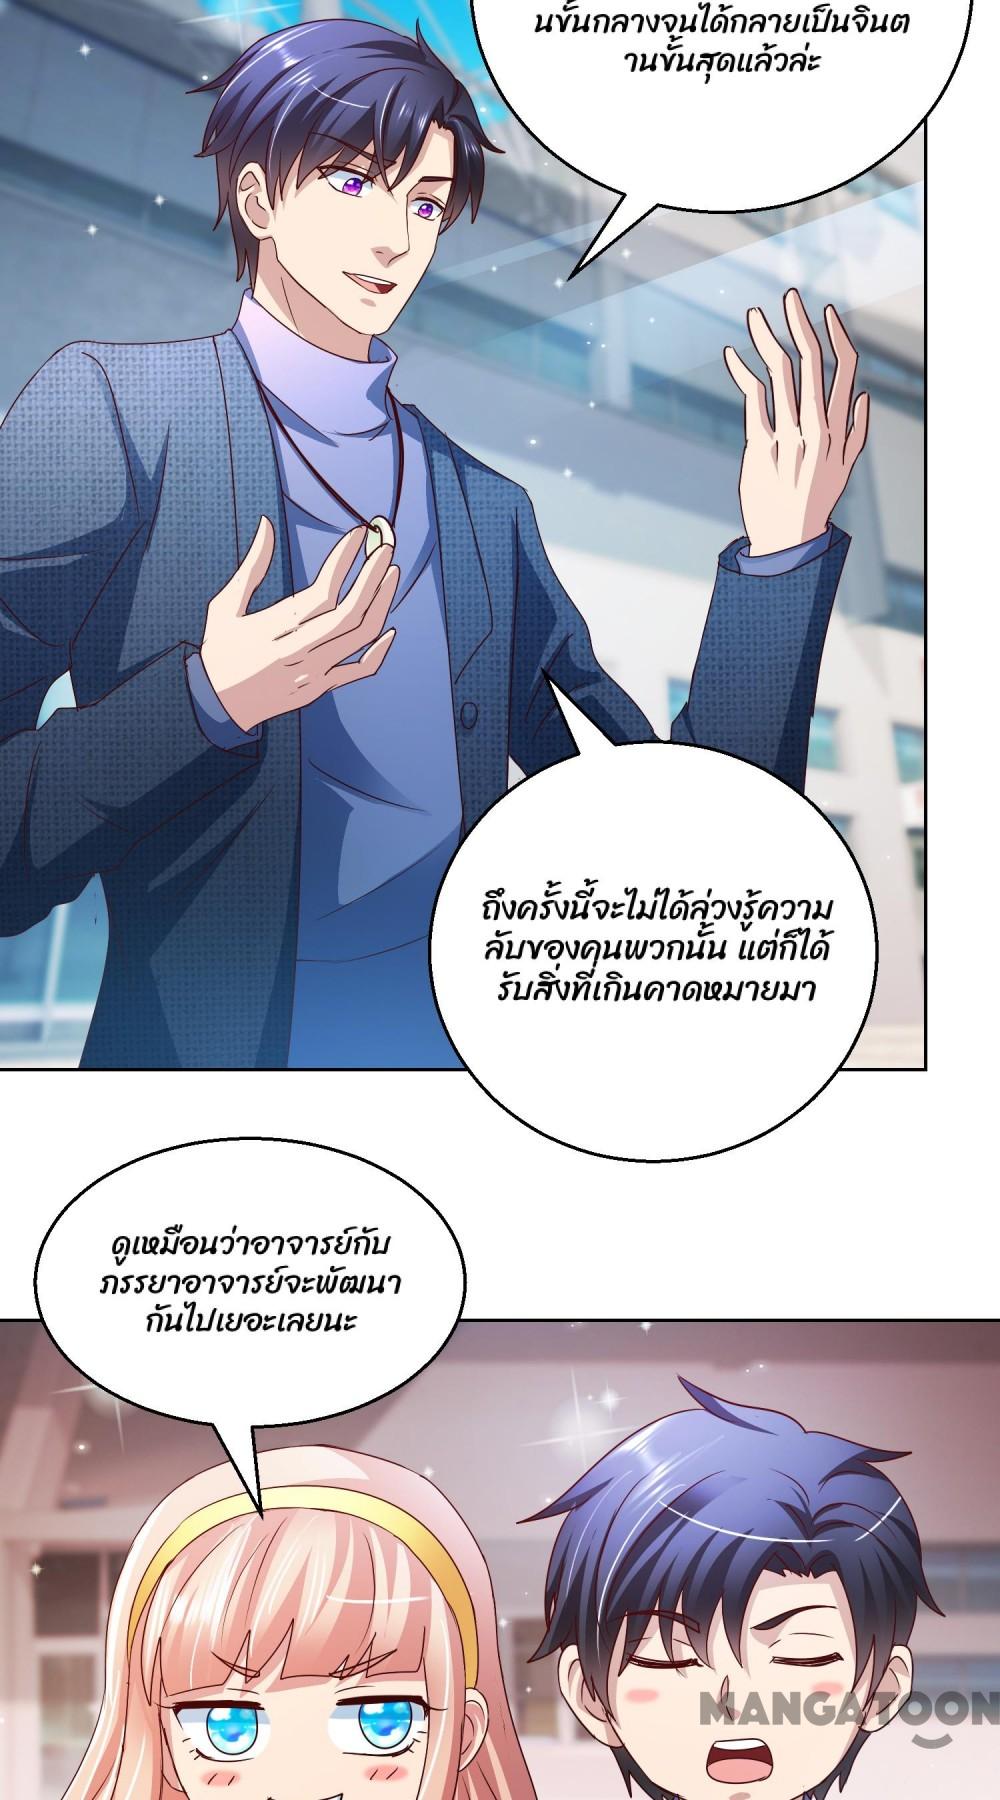 นขั้นกลางจนได้กลายเป็นจินต
านขั้นสุดแล้วล่ะ
ถึงครั้งนี้จะไม่ได้ล่วงรู้ความ
ลับของคนพวกนั้น แต่ก็ได้
รับสิ่งที่เกินคาดหมายมา
ดูเหมือนว่าอาจารย์กับ
ภรรยาอาจารย์จะพัฒนา
กันไปเยอะเลยนะ
MANGATOON